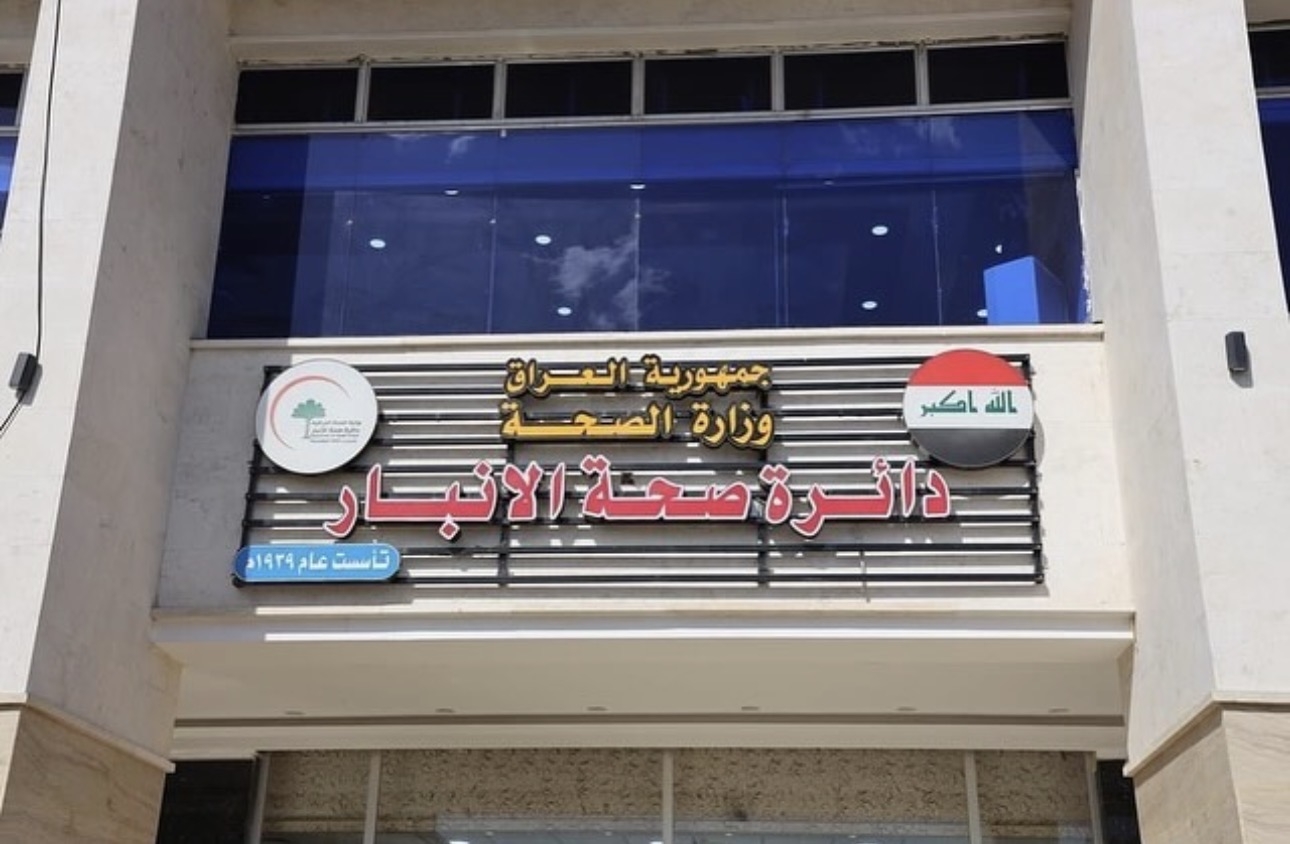 جمهورية العراق
وزارة الصحة
الله اكبر
دائرة صحة الانبار
تأسست عام ١٩٣٩م